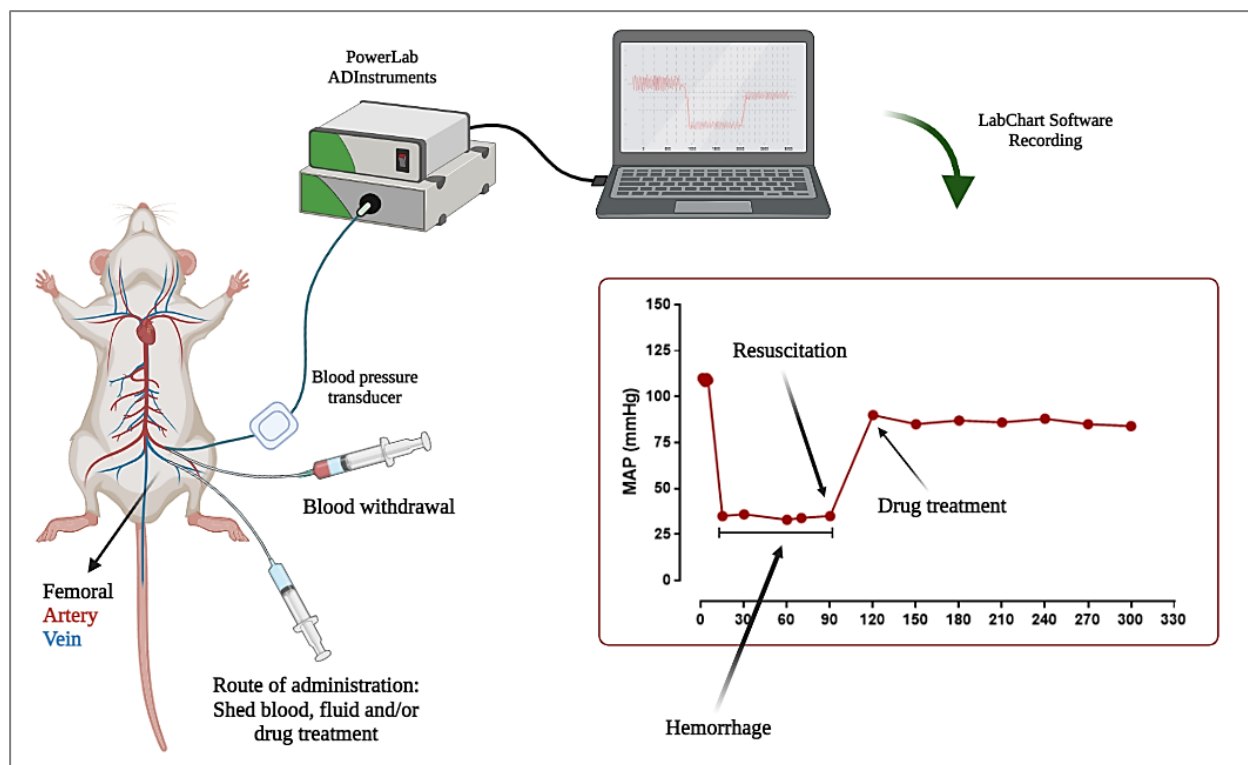 PowerLab
ADInstruments
LabChart Software
Recording
Blood pressure
transducer
Blood withdrawal
Femoral
Artery
Vein
Route of administration:
Shed blood, fluid and/or
drug treatment
150
125
100
75
50
25
0
MAP (mmHg)
Resuscitation
Drug treatment
0 30 60 90 120 150 180 210 240 270 300 330
Hemorrhage